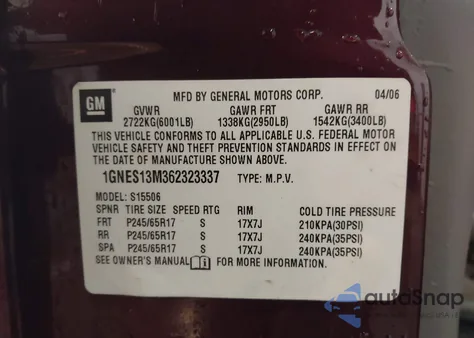 GM
MFD BY GENERAL MOTORS CORP. 04/06
GVWR GAWR FRT GAWR RR
2722KG(6001LB) 1338KG(2950LB) 1542KG(3400LB)
THIS VEHICLE CONFORMS TO ALL APPLICABLE U.S. FEDERAL MOTOR
VEHICLE SAFETY AND THEFT PREVENTION STANDARDS IN EFFECT ON
THE DATE OF MANUFACTURE SHOWN ABOVE.
1GNES13M362323337 TYPE: M.P.V.
MODEL: S15506
SPNR TIRE SIZE SPEED RTG RIM COLD TIRE PRESSURE
FRT P245/65R17 S 17X7J 210KPA(30PSI)
RR P245/65R17 S 17X7J 240KPA(35PSI)
SPA P245/65R17 S 17X7J 240KPA(35PSI)
SEE OWNER'S MANUAL FOR MORE INFORMATION.
autoSnap